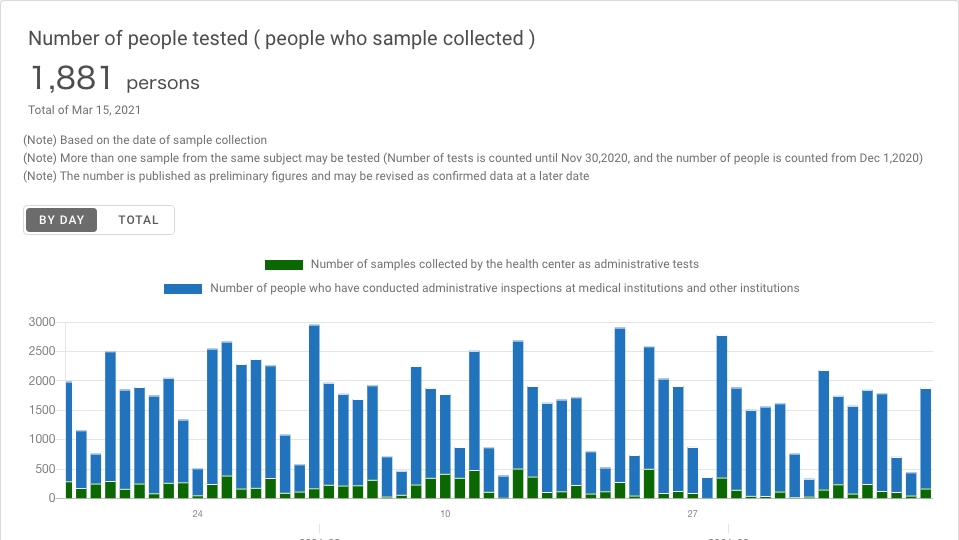 Number of people tested ( people who sample collected )
1,881 persons
Total of Mar 15, 2021
(Note) Based on the date of sample collection
(Note) More than one sample from the same subject may be tested (Number of tests is counted until Nov 30,2020, and the number of people is counted from Dec 1,2020)
(Note) The number is published as preliminary figures and may be revised as confirmed data at a later date
BY DAY TOTAL
Number of samples collected by the health center as administrative tests
Number of people who have conducted administrative inspections at medical institutions and other institutions
3000
2500
2000
1500
1000
500
0
24 10 27